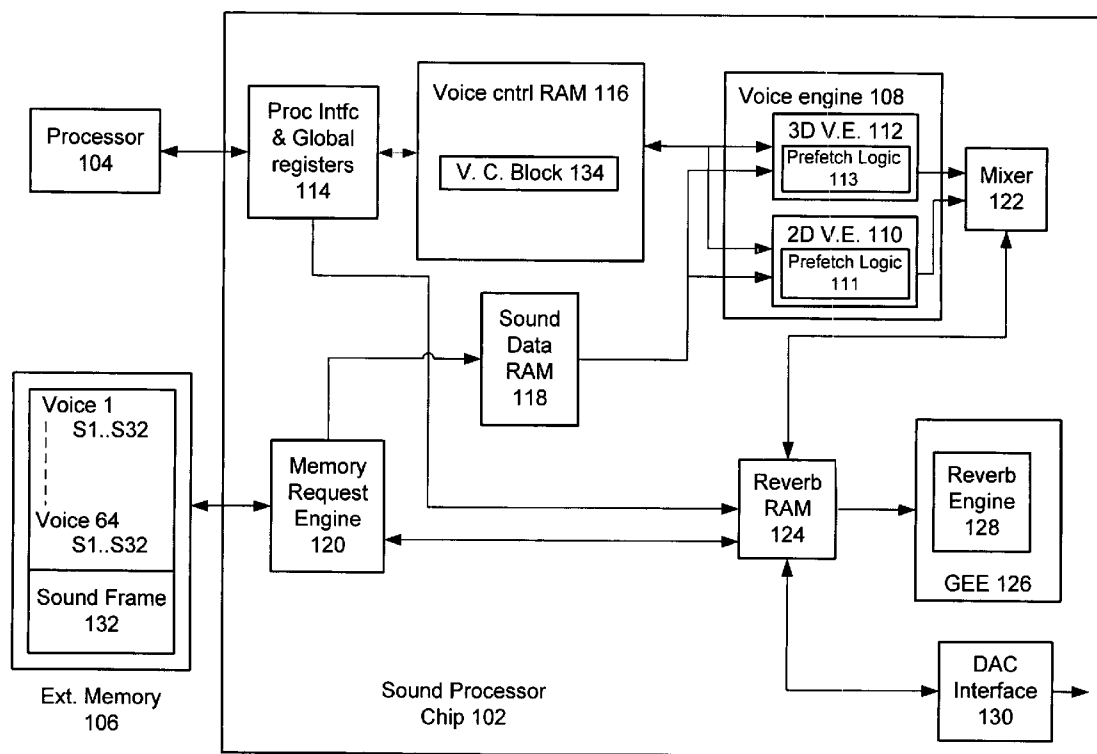 Processor
104
Proc Intfc
& Global
registers
114
Voice cntrl RAM 116
V. C. Block 134
Voice engine 108
3D V.E. 112
Prefetch Logic
113
2D V.E. 110
Prefetch Logic
111
Mixer
122
Sound
Data
RAM
118
Voice 1
S1..S32
Voice 64
S1..S32
Sound Frame
132
Ext. Memory
106
Memory
Request
Engine
120
Reverb
RAM
124
Reverb
Engine
128
GEE 126
DAC
Interface
130
Sound Processor
Chip 102